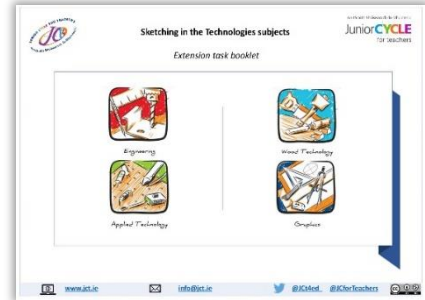 Sketching in the Technologies subjects
Junior CYCLE
for teachers
Extension task booklet
Engineering
Wood Technology
Applied Technology
Graphics
www.jct.ie
info@jct.ie
@JCt4ed
@JCforTeachers